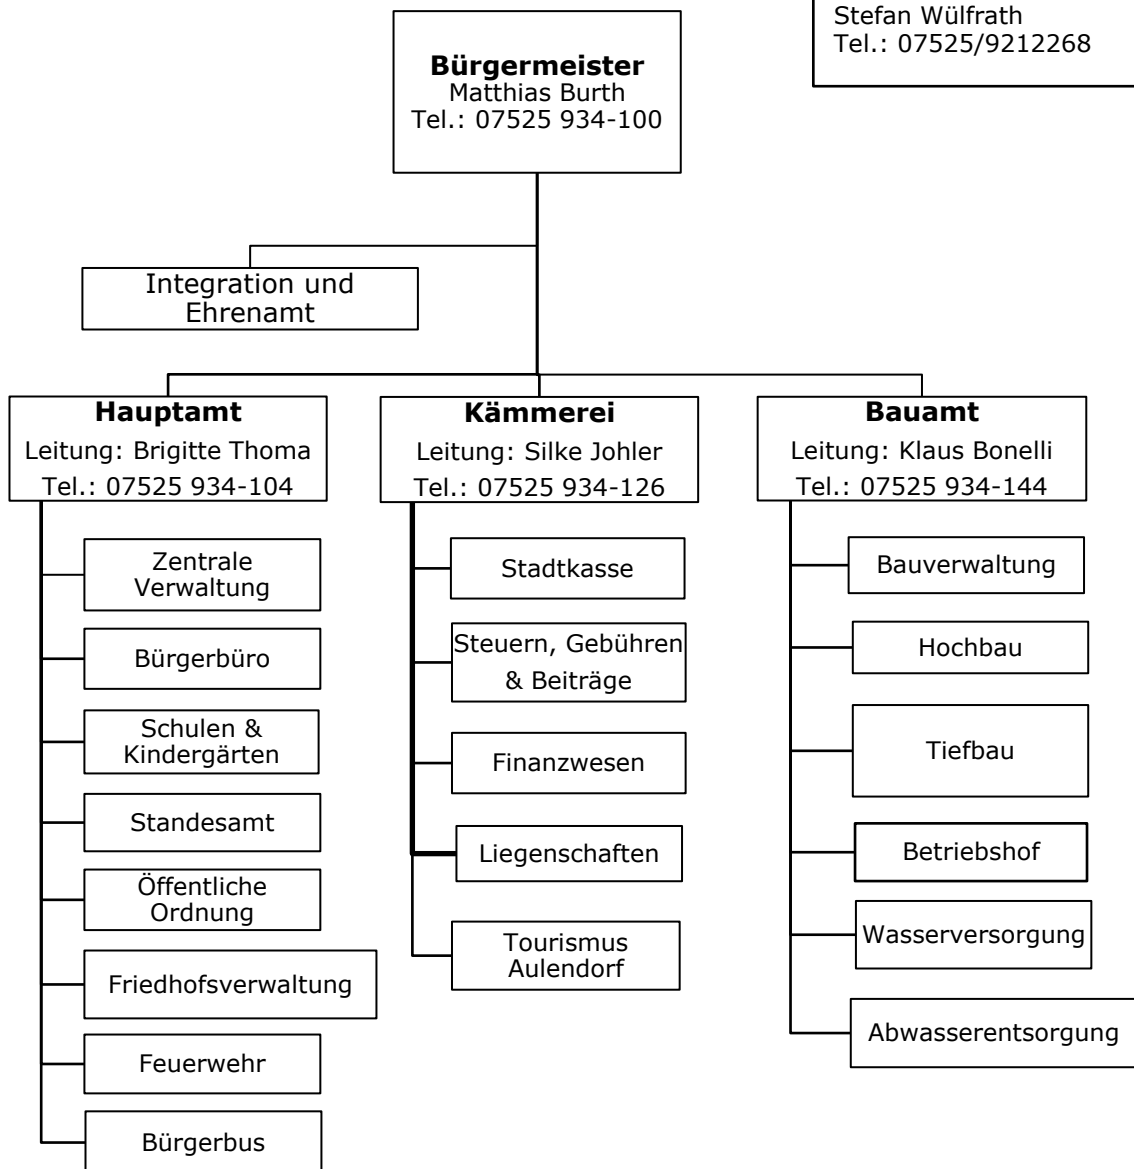 Stefan Wülfrath
Tel.: 07525/9212268
Bürgermeister
Matthias Burth
Tel.: 07525 934-100
Integration und
Ehrenamt
Hauptamt
Leitung: Brigitte Thoma
Tel.: 07525 934-104
Zentrale
Verwaltung
Bürgerbüro
Schulen &
Kindergärten
Standesamt
Öffentliche
Ordnung
Friedhofsverwaltung
Feuerwehr
Bürgerbus
Kämmerei
Leitung: Silke Johler
Tel.: 07525 934-126
Stadtkasse
Steuern, Gebühren
& Beiträge
Finanzwesen
Liegenschaften
Tourismus
Aulendorf
Bauamt
Leitung: Klaus Bonelli
Tel.: 07525 934-144
Bauverwaltung
Hochbau
Tiefbau
Betriebshof
Wasserversorgung
Abwasserentsorgung